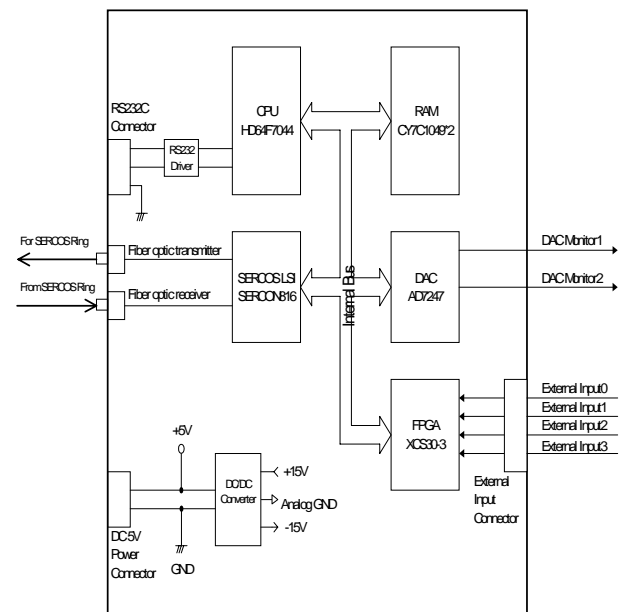 RS232C
Connector
RS232
Driver
CPU
HD64F7044
RAM
CY7C1049*2
For SERCOS Ring
Fiber optic transmitter
From SERCOS Ring
Fiber optic receiver
SERCOS LSI
SERCON816
Internal Bus
DAC
AD7247
DAC Monitor1
DAC Monitor2
FPGA
XCS30-3
External Input0
External Input1
External Input2
External Input3
External
Input
Connector
+5V
DC/DC
Converter
+15V
Analog GND
-15V
GND
DC 5V
Power
Connector